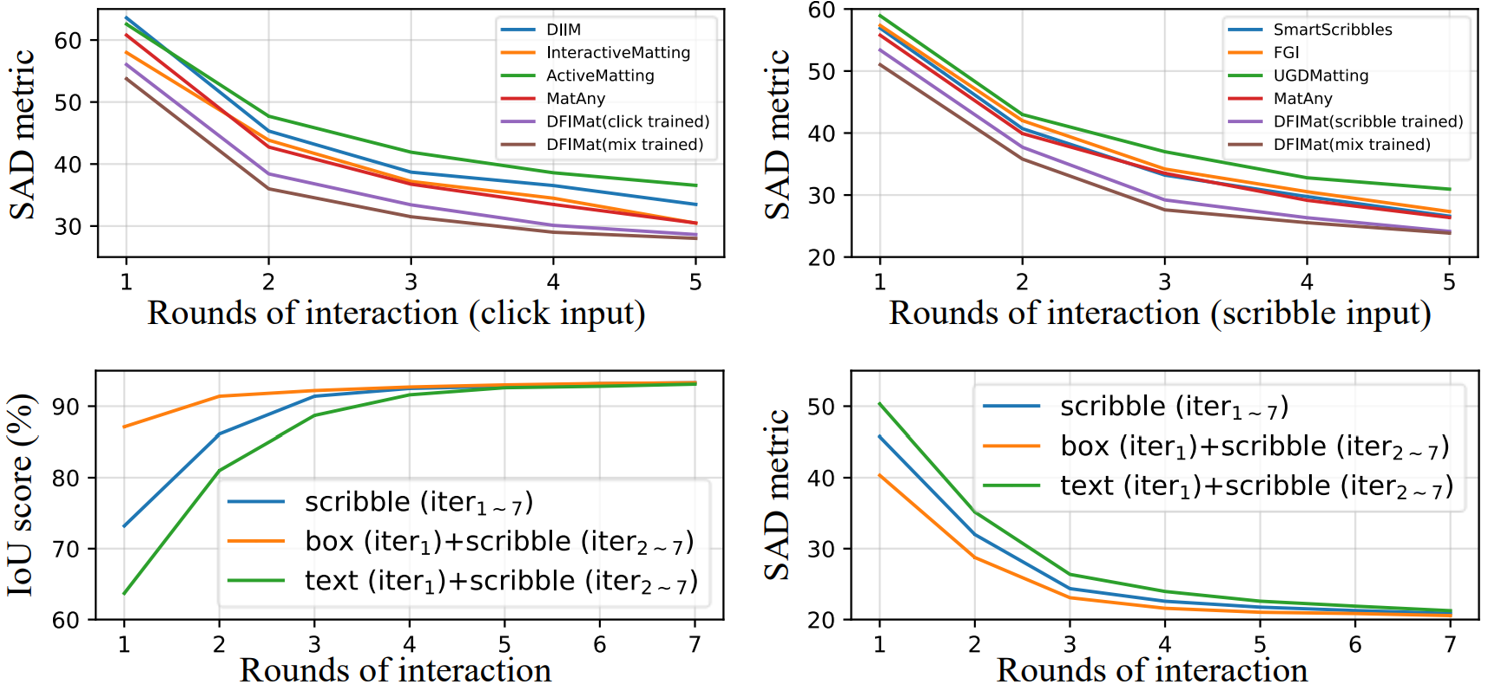 SAD metric
60
50
40
30
DIIM
InteractiveMatting
ActiveMatting
MatAny
DFIMat(click trained)
DFIMat(mix trained)
1 2 3 4 5
Rounds of interaction (click input)
SAD metric
60
50
40
30
20
SmartScribbles
FGI
UGDMatting
MatAny
DFIMat(scribble trained)
DFIMat(mix trained)
1 2 3 4 5
Rounds of interaction (scribble input)
IoU score (%)
90
80
70
60
scribble (iter₁~₇)
box (iter₁)+scribble (iter₂~₇)
text (iter₁)+scribble (iter₂~₇)
1 2 3 4 5 6 7
Rounds of interaction
SAD metric
50
40
30
20
scribble (iter₁~₇)
box (iter₁)+scribble (iter₂~₇)
text (iter₁)+scribble (iter₂~₇)
1 2 3 4 5 6 7
Rounds of interaction